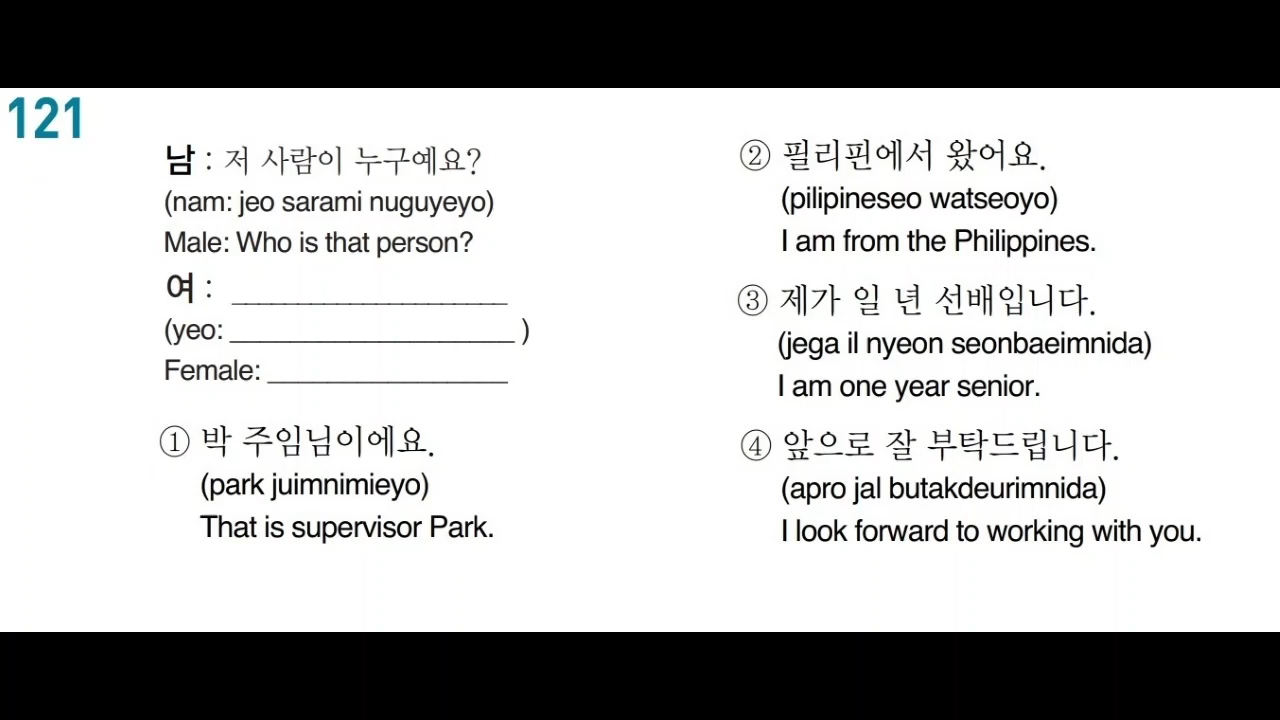 121
남 : 저 사람이 누구예요?
(nam: jeo sarami nuguyeyo)
Male: Who is that person?
여 : ____________________
(yeo: ____________________ )
Female: ____________________
① 박 주임님이에요.
(park juimnimieyo)
That is supervisor Park.
② 필리핀에서 왔어요.
(pilipineseo watseoyo)
I am from the Philippines.
③ 제가 일 년 선배입니다.
(jega il nyeon seonbaeimnida)
I am one year senior.
④ 앞으로 잘 부탁드립니다.
(apro jal butakdeurimnida)
I look forward to working with you.